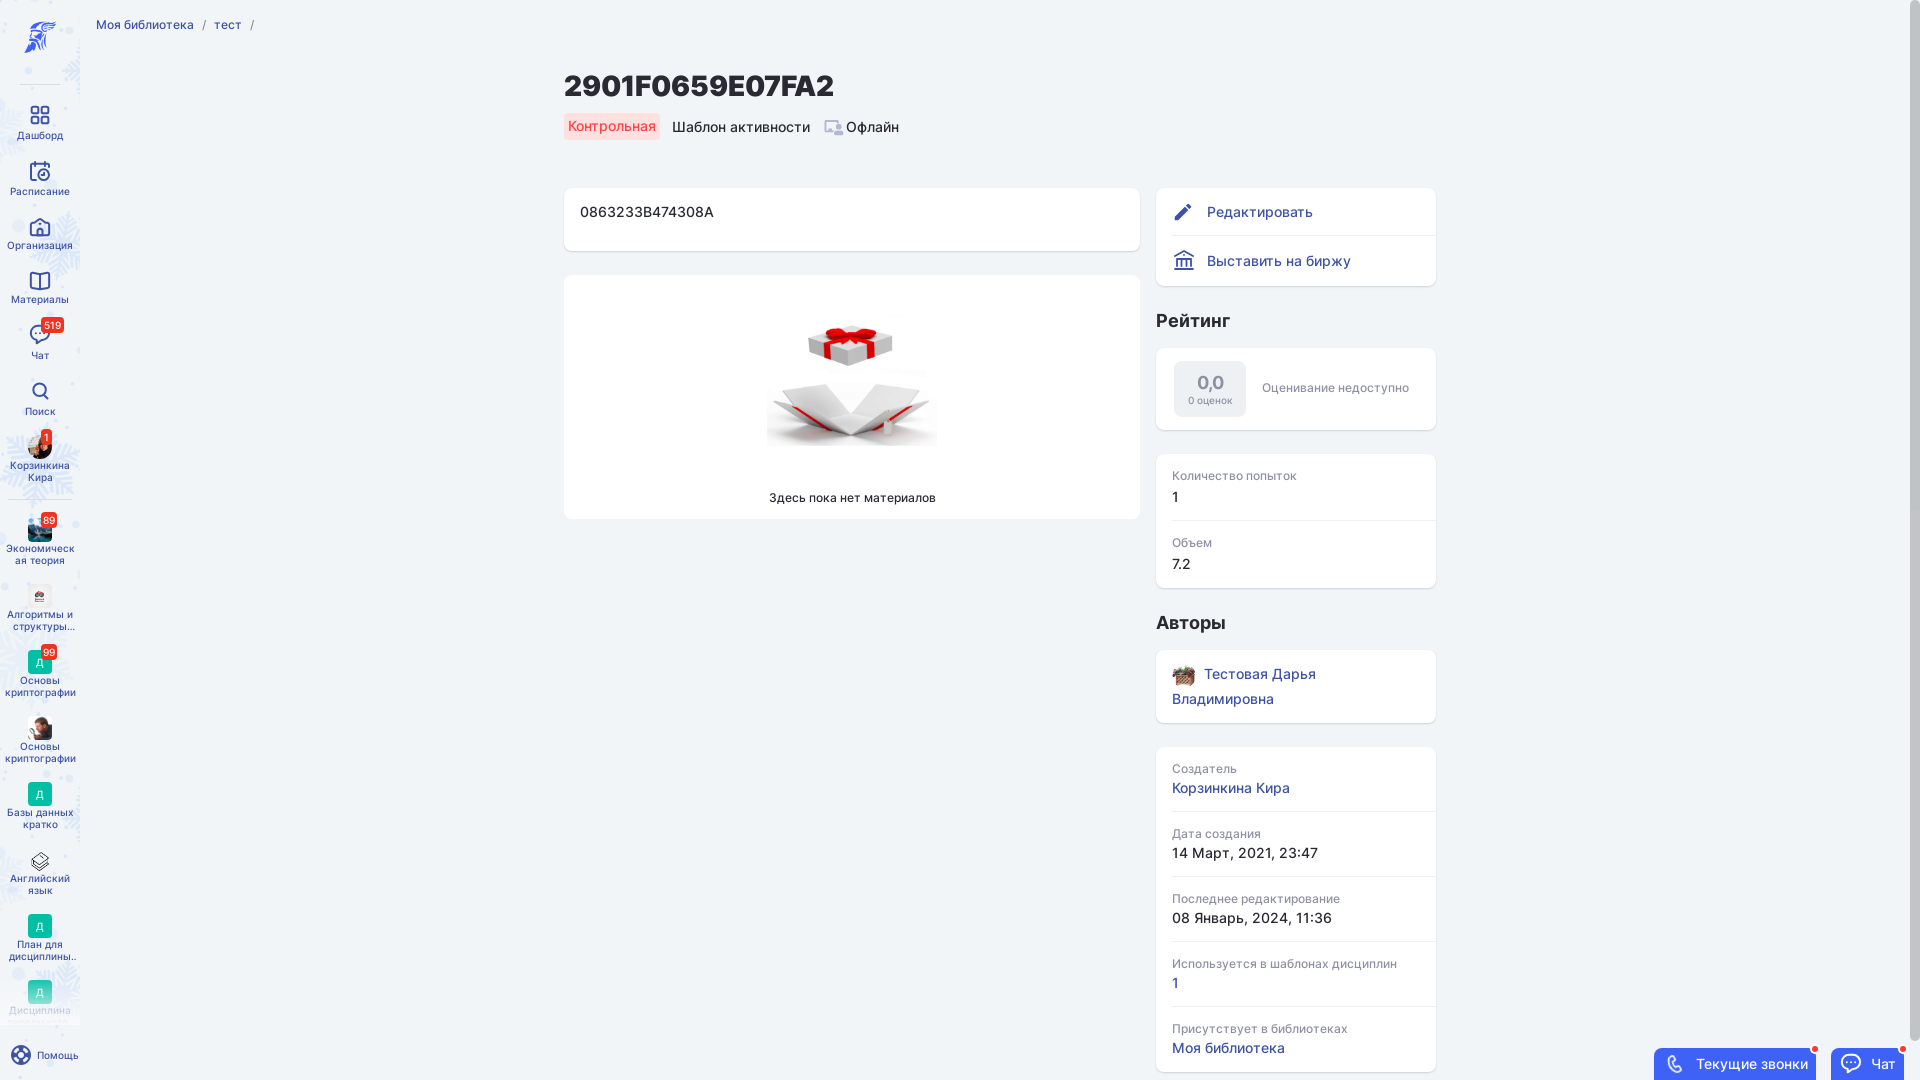 Моя библиотека / тест /
2901F0659E07FA2
Контрольная Шаблон активности Офлайн
0863233B474308A
Здесь пока нет материалов
Редактировать
Выставить на биржу
Рейтинг
0,0
0 оценок
Оценивание недоступно
Количество попыток
1
Объем
7.2
Авторы
Тестовая Дарья
Владимировна
Создатель
Корзинкина Кира
Дата создания
14 Март, 2021, 23:47
Последнее редактирование
08 Январь, 2024, 11:36
Используется в шаблонах дисциплин
1
Присутствует в библиотеках
Моя библиотека
Дашборд
Расписание
Организация
Материалы
519
Чат
Поиск
1
Корзинкина
Кира
89
Экономическ
ая теория
Алгоритмы и
структуры...
99
Д
Основы
криптографии
Основы
криптографии
Д
Базы данных
кратко
Английский
язык
Д
План для
дисциплины..
Д
Дисциплина
Помощь
Текущие звонки
Чат